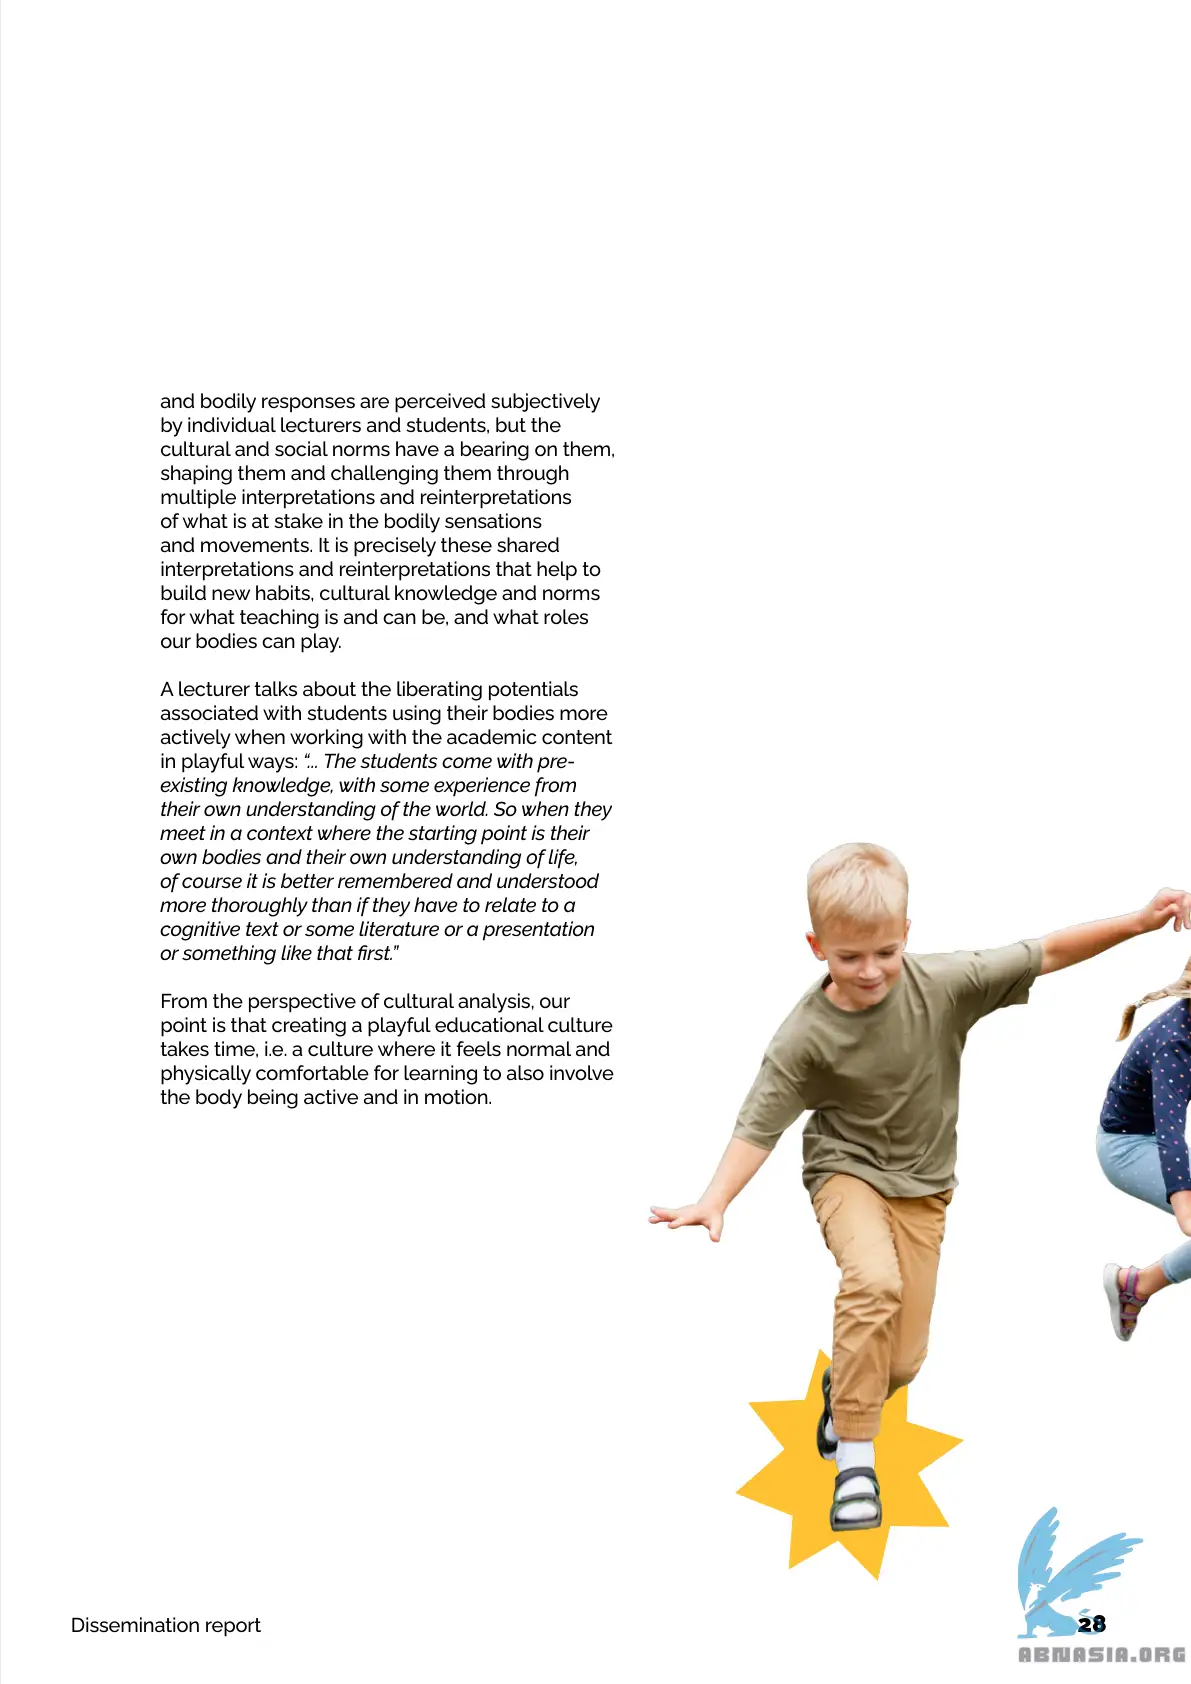 and bodily responses are perceived subjectively
by individual lecturers and students, but the
cultural and social norms have a bearing on them,
shaping them and challenging them through
multiple interpretations and reinterpretations
of what is at stake in the bodily sensations
and movements. It is precisely these shared
interpretations and reinterpretations that help to
build new habits, cultural knowledge and norms
for what teaching is and can be, and what roles
our bodies can play.
A lecturer talks about the liberating potentials
associated with students using their bodies more
actively when working with the academic content
in playful ways: “... The students come with pre-
existing knowledge, with some experience from
their own understanding of the world. So when they
meet in a context where the starting point is their
own bodies and their own understanding of life,
of course it is better remembered and understood
more thoroughly than if they have to relate to a
cognitive text or some literature or a presentation
or something like that first.”
From the perspective of cultural analysis, our
point is that creating a playful educational culture
takes time, i.e. a culture where it feels normal and
physically comfortable for learning to also involve
the body being active and in motion.
Dissemination report
28
ABNASIA.ORG